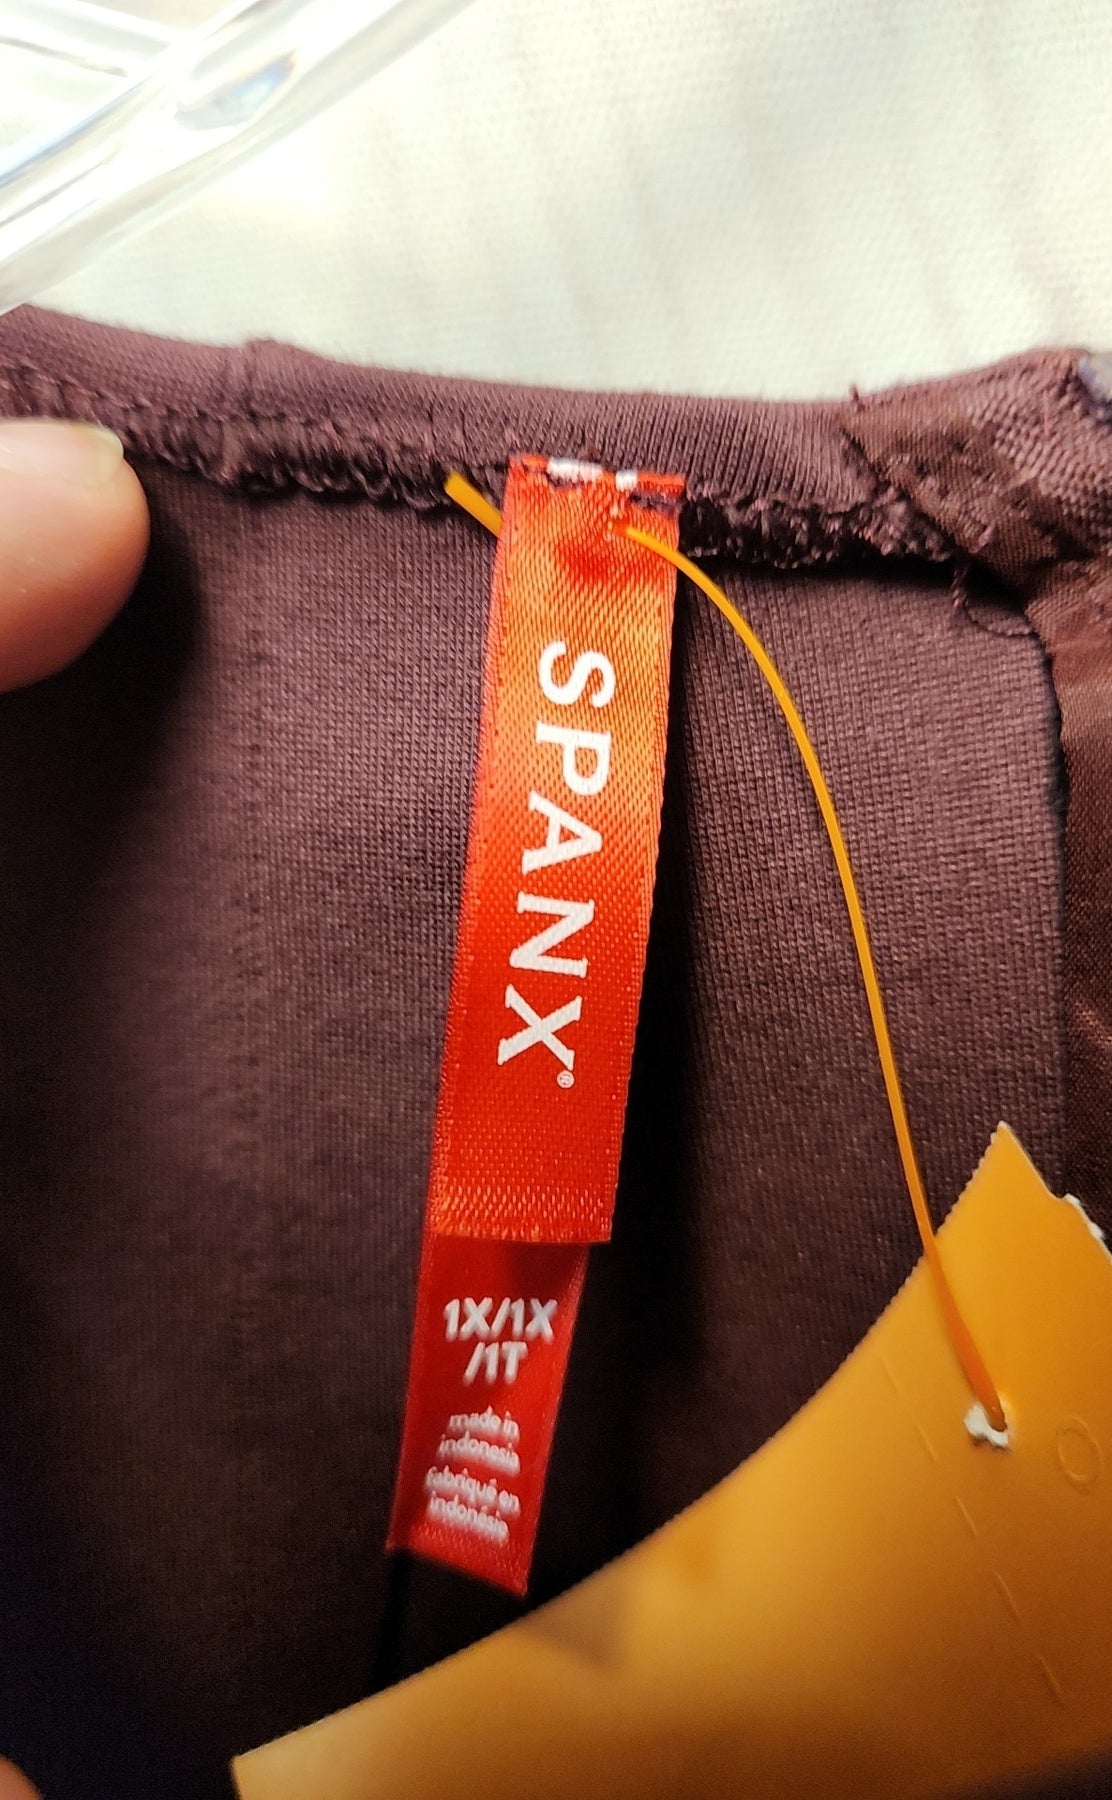 SPANX®
1X/1X
/1T
made in
indonesia
fabriqué en
indonésie